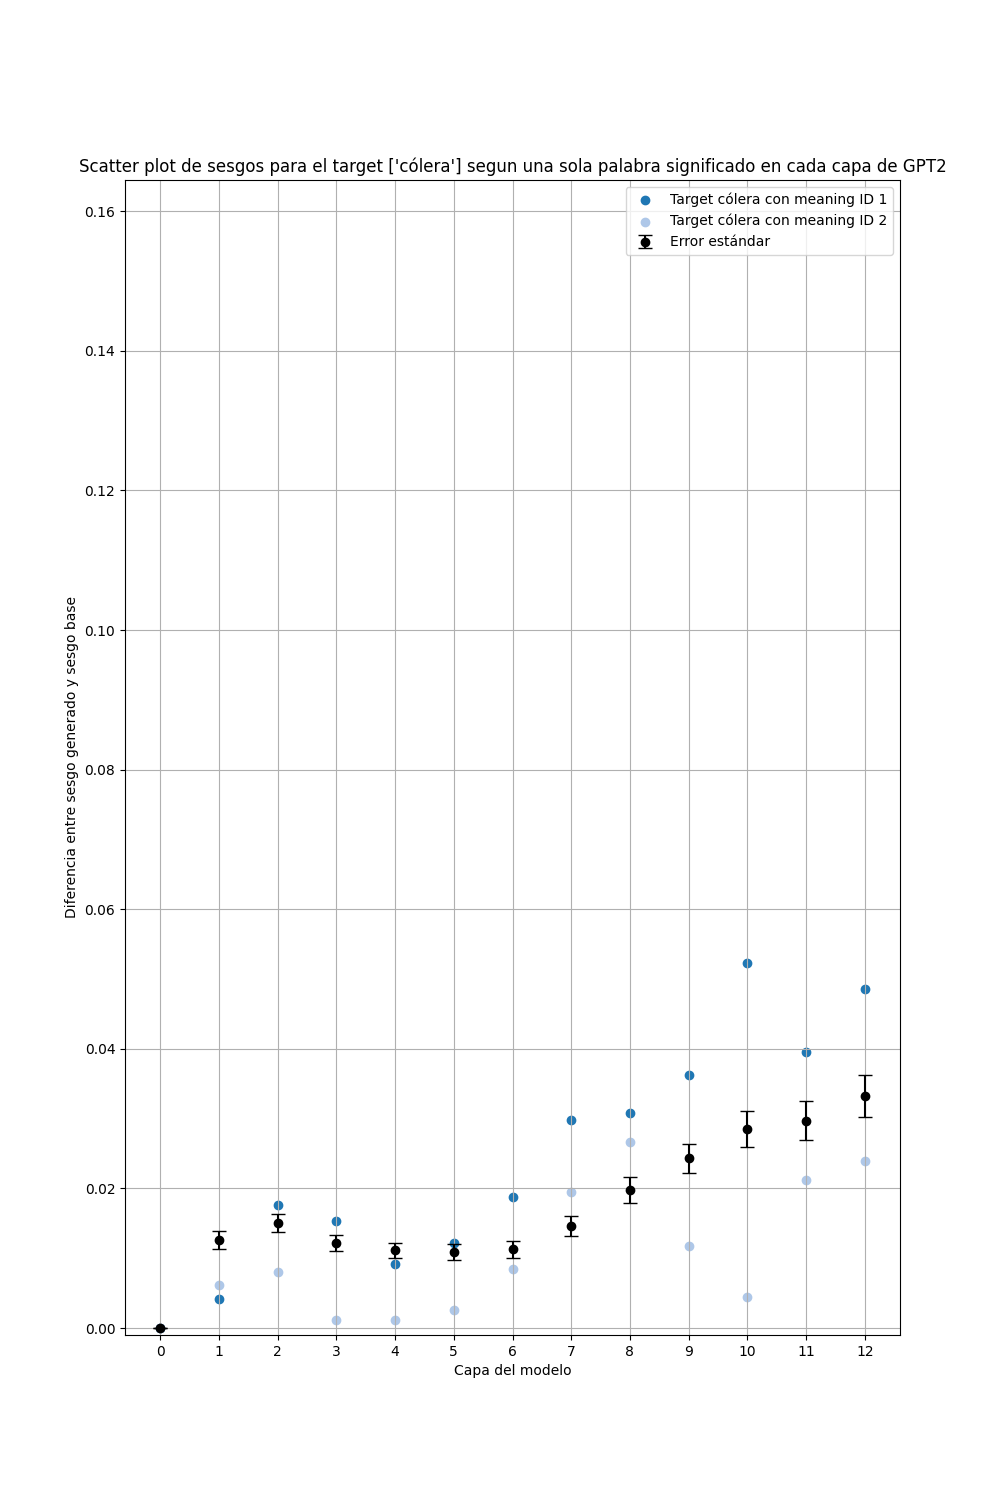 Scatter plot de sesgos para el target ['cólera'] segun una sola palabra significado en cada capa de GPT2
Target cólera con meaning ID 1
Target cólera con meaning ID 2
Error estándar
0.16
0.14
0.12
0.10
0.08
0.06
0.04
0.02
0.00
Diferencia entre sesgo generado y sesgo base
0 1 2 3 4 5 6 7 8 9 10 11 12
Capa del modelo